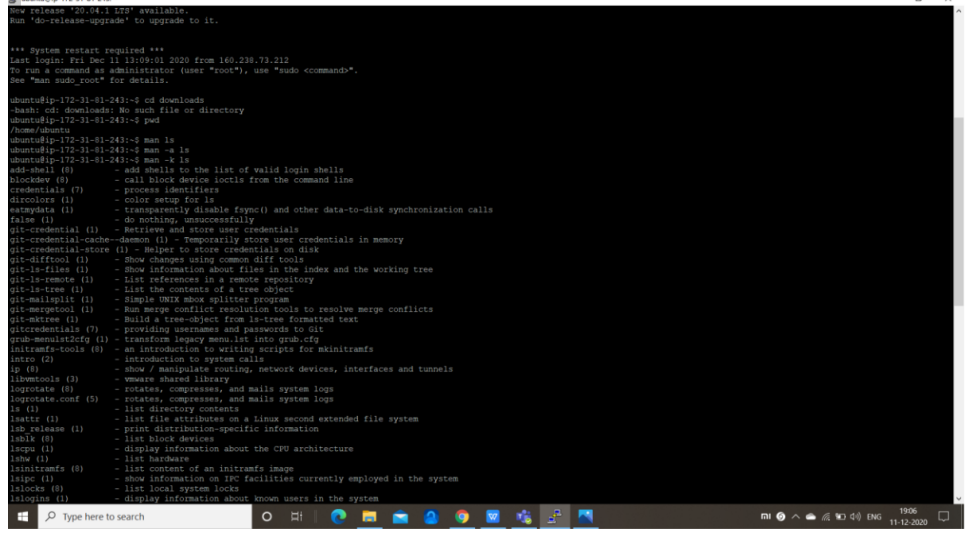 New release '20.04.1 LTS' available.
Run 'do-release-upgrade' to upgrade to it.
*** System restart required ***
Last login: Fri Dec 11 13:09:01 2020 from 160.238.73.212
To run a command as administrator (user "root"), use "sudo <command>".
See "man sudo_root" for details.
ubuntu@ip-172-31-81-243:~$ cd downloads
-bash: cd: downloads: No such file or directory
ubuntu@ip-172-31-81-243:~$ pwd
/home/ubuntu
ubuntu@ip-172-31-81-243:~$ man ls
ubuntu@ip-172-31-81-243:~$ man -a ls
ubuntu@ip-172-31-81-243:~$ man -k ls
add-shell (8) - add shells to the list of valid login shells
blockdev (8) - call block device ioctls from the command line
credentials (7) - process identifiers
dircolors (1) - color setup for ls
eatmydata (1) - transparently disable fsync() and other data-to-disk synchronization calls
false (1) - do nothing, unsuccessfully
git-credential (1) - Retrieve and store user credentials
git-credential-cache--daemon (1) - Temporarily store user credentials in memory
git-credential-store (1) - Helper to store credentials on disk
git-difftool (1) - Show changes using common diff tools
git-ls-files (1) - Show information about files in the index and the working tree
git-ls-remote (1) - List references in a remote repository
git-ls-tree (1) - List the contents of a tree object
git-mailsplit (1) - Simple UNIX mbox splitter program
git-mergetool (1) - Run merge conflict resolution tools to resolve merge conflicts
git-mktree (1) - Build a tree-object from ls-tree formatted text
gitcredentials (7) - providing usernames and passwords to Git
grub-menulst2cfg (1) - transform legacy menu.lst into grub.cfg
initramfs-tools (8) - an introduction to writing scripts for mkinitramfs
intro (2) - introduction to system calls
ip (8) - show / manipulate routing, network devices, interfaces and tunnels
libvmtools (3) - vmware shared library
logrotate (8) - rotates, compresses, and mails system logs
logrotate.conf (5) - rotates, compresses, and mails system logs
ls (1) - list directory contents
lsattr (1) - list file attributes on a Linux second extended file system
lsb_release (1) - print distribution-specific information
lsblk (8) - list block devices
lscpu (1) - display information about the CPU architecture
lshw (1) - list hardware
lsinitramfs (8) - list content of an initramfs image
lsipc (1) - show information on IPC facilities currently employed in the system
lslocks (8) - list local system locks
lslogins (1) - display information about known users in the system
Type here to search
ENG
19:06
11-12-2020